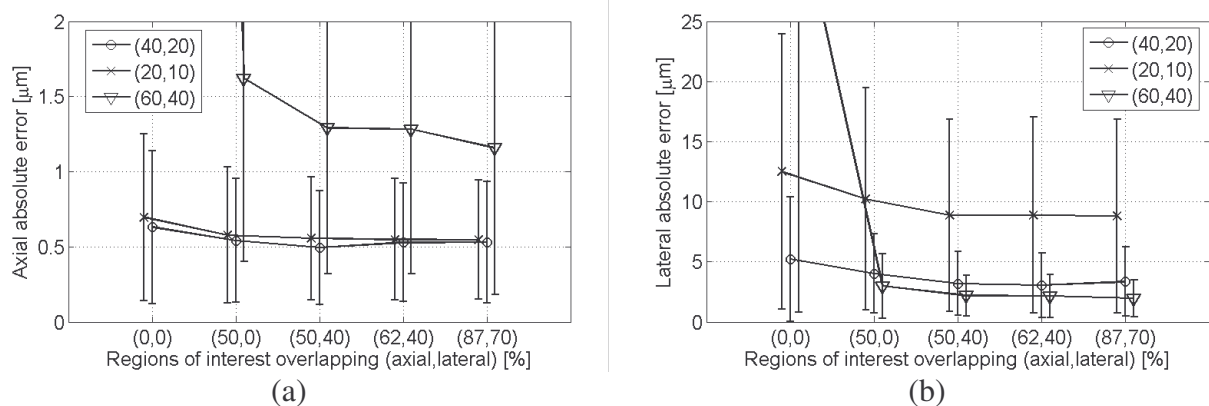 Axial absolute error [μm]
2
1.5
1
0.5
0
(40,20)
(20,10)
(60,40)
(0,0) (50,0) (50,40) (62,40) (87,70)
Regions of interest overlapping (axial,lateral) [%]
(a)
Lateral absolute error [μm]
25
20
15
10
5
0
(40,20)
(20,10)
(60,40)
(0,0) (50,0) (50,40) (62,40) (87,70)
Regions of interest overlapping (axial,lateral) [%]
(b)